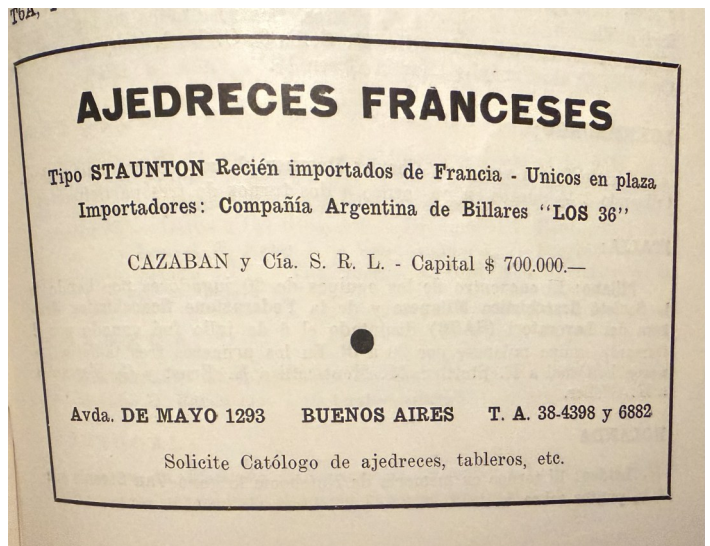 AJEDRECES FRANCESES
Tipo STAUNTON Recién importados de Francia - Unicos en plaza
Importadores: Compañía Argentina de Billares "LOS 36"
CAZABAN y Cía. S. R. L. - Capital $ 700.000.—
Avda. DE MAYO 1293 BUENOS AIRES T. A. 38-4398 y 6882
Solicite Católogo de ajedreces, tableros, etc.